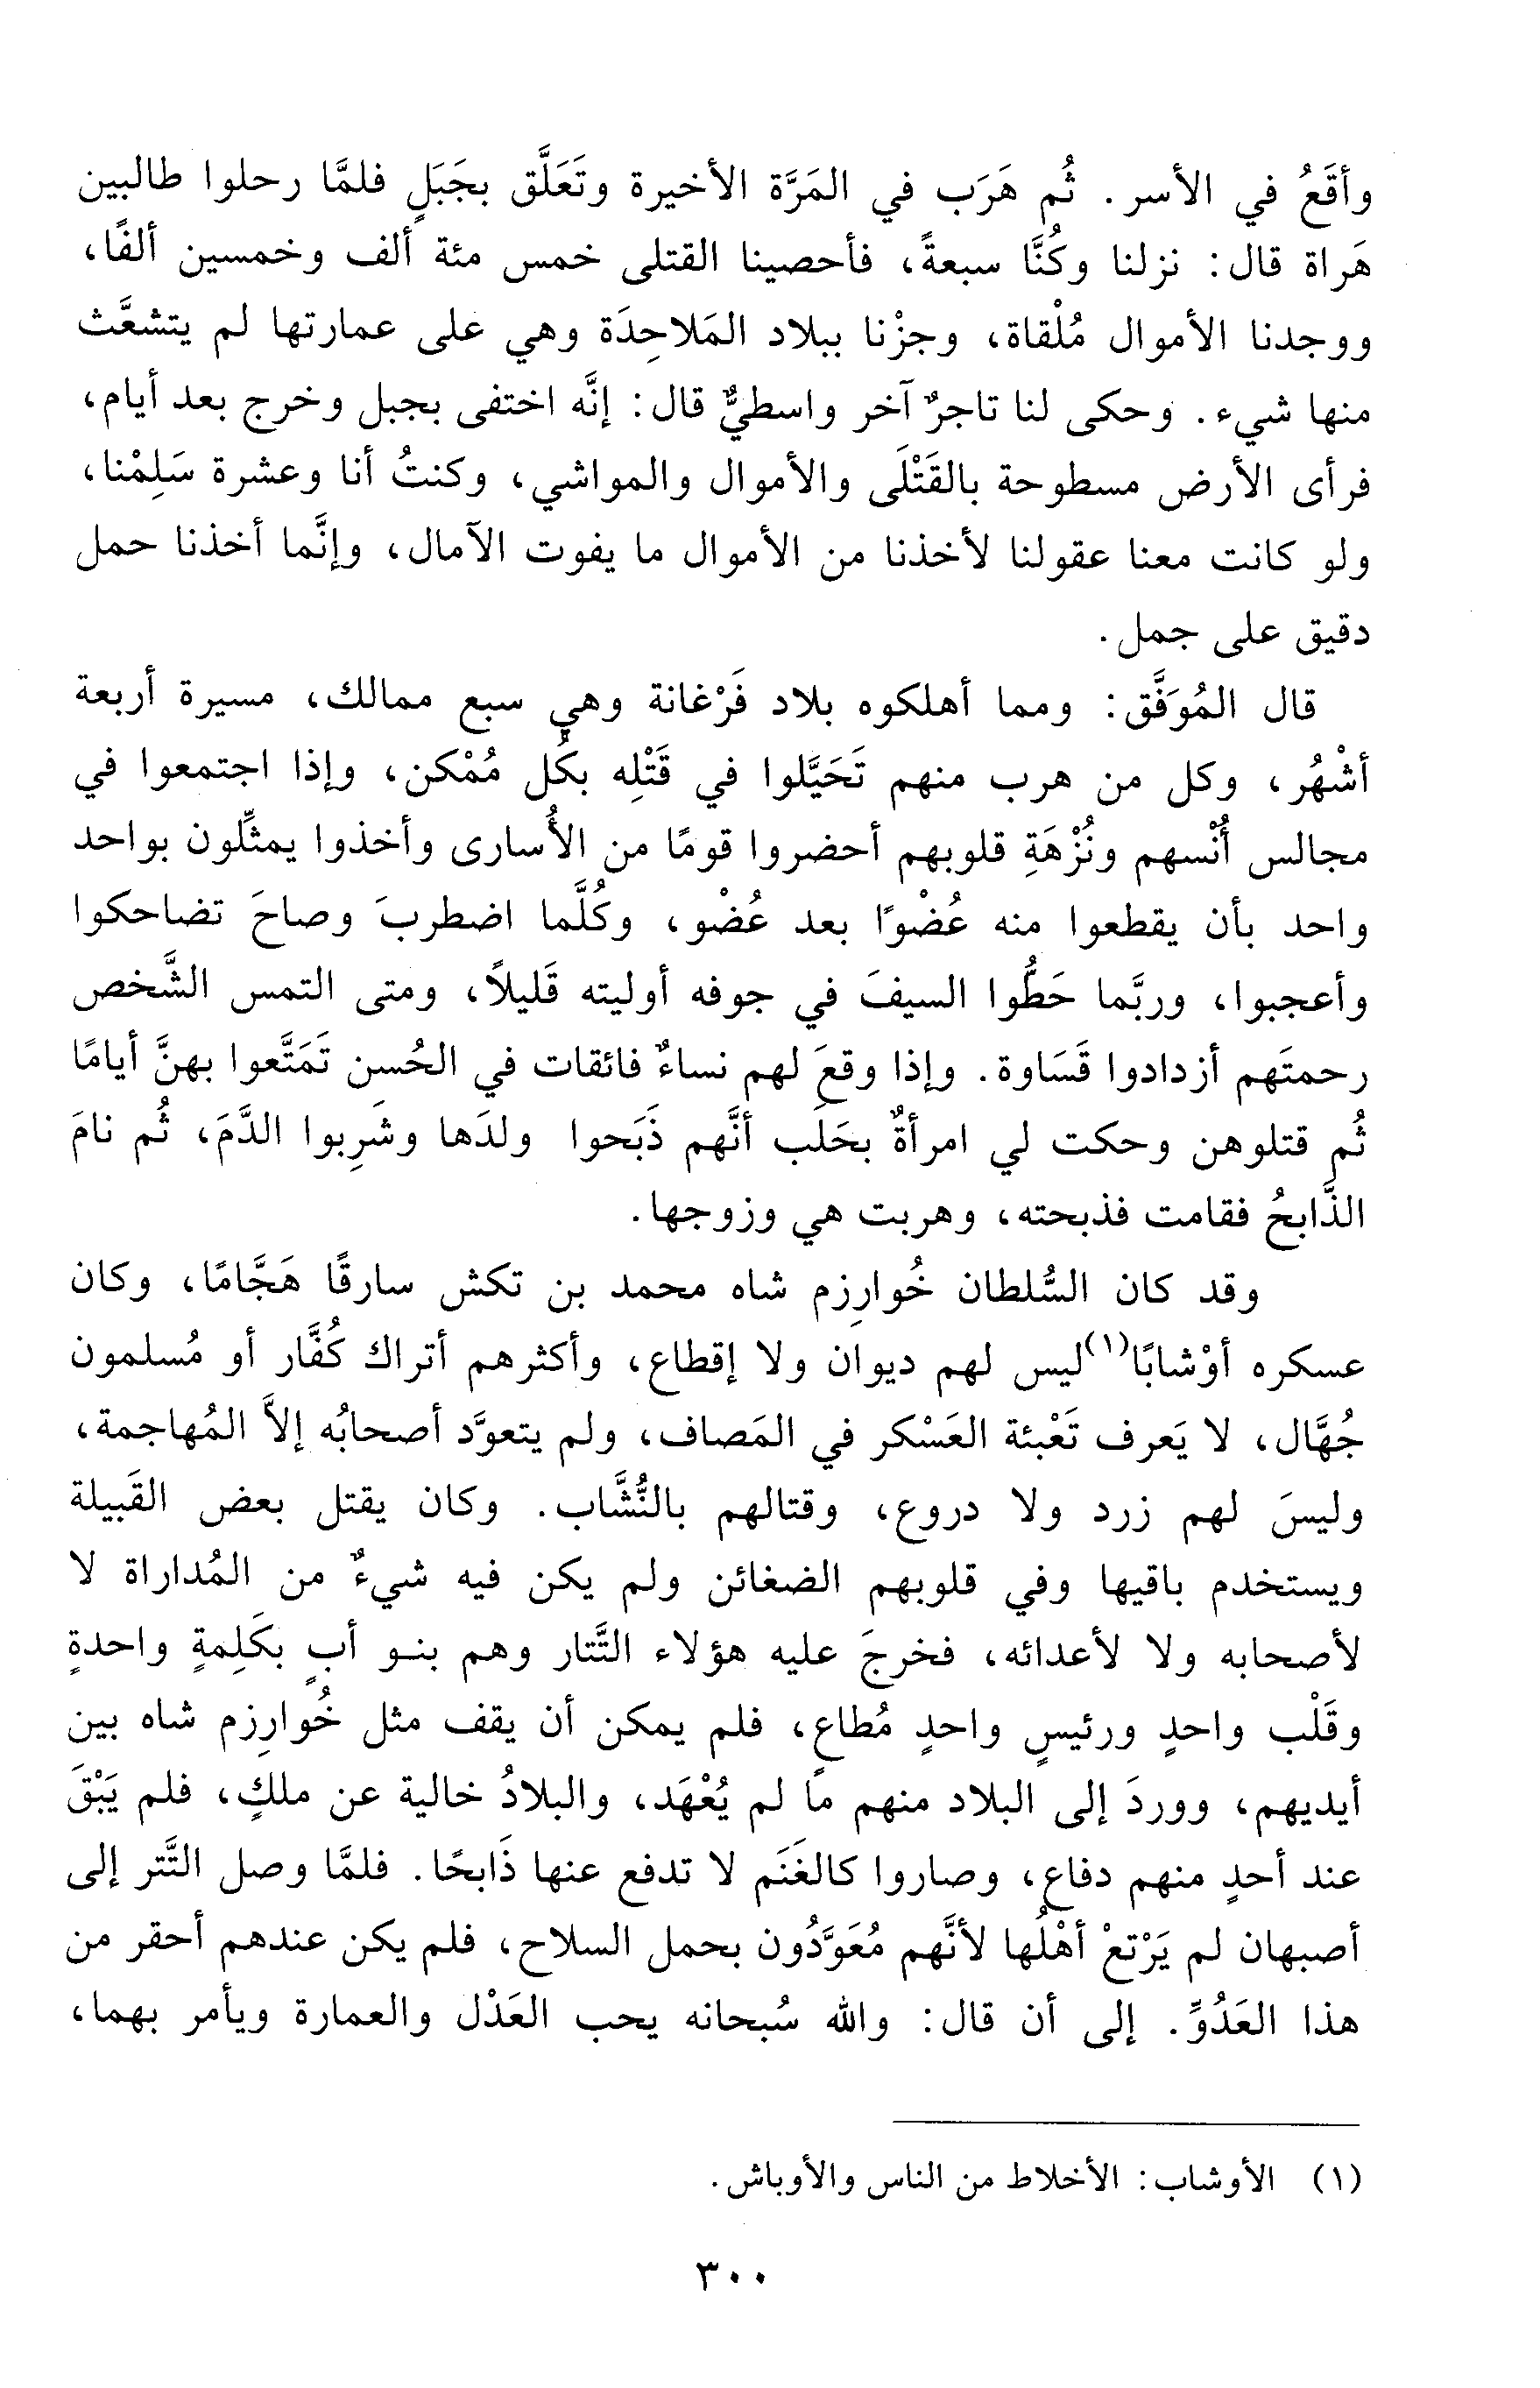 وأقَعُ في الأسر. ثُم هَرَب في المَرَّة الأخيرة وتَعَلَّق بجَبَلٍ فلمَّا رحلوا طالبين
هَراة قال: نزلنا وكُنَّا سبعةً، فأحصينا القتلى خمس مئة ألف وخمسين ألفًا،
ووجدنا الأموال مُلْقاة، وجزْنا ببلاد المَلاحِدَة وهي على عمارتها لم يتشعَّث
منها شيء. وحكى لنا تاجرٌ آخر واسطيٌّ قال: إنَّه اختفى بجبل وخرج بعد أيام،
فرأى الأرض مسطوحة بالقَتْلَى والأموال والمواشي، وكنتُ أنا وعشرة سَلِمْنا،
ولو كانت معنا عقولنا لأخذنا من الأموال ما يفوت الآمال، وإنَّما أخذنا حمل
دقيق على جمل.
قال المُوَفَّق: ومما أهلكوه بلاد فَرْغانة وهي سبع ممالك، مسيرة أربعة
أشْهُر، وكل من هرب منهم تَحَيَّلوا في قَتْلِه بكُل مُمْكن، وإذا اجتمعوا في
مجالس أُنْسهم ونُزْهَةِ قلوبهم أحضروا قومًا من الأُسارى وأخذوا يمثِّلون بواحد
واحد بأن يقطعوا منه عُضْوًا بعد عُضْو، وكُلَّما اضطربَ وصاحَ تضاحكوا
وأعجبوا، وربَّما حَطُّوا السيفَ في جوفه أوليته قَليلاً، ومتى التمس الشَّخص
رحمتَهم أزدادوا قَسَاوة. وإذا وقعَ لهم نساءٌ فائقات في الحُسن تَمَتَّعوا بهنَّ أيامًا
ثُم قتلوهن وحكت لي امرأةٌ بحَلَب أنَّهم ذَبَحوا ولدَها وشَرِبوا الدَّمَ، ثُم نامَ
الذَّابحُ فقامت فذبحته، وهربت هي وزوجها.
وقد كان السُّلطان خُوارِزم شاه محمد بن تكش سارقًا هَجَّامًا، وكان
عسكره أوْشابًا(١) ليس لهم ديوان ولا إقطاع، وأكثرهم أتراك كُفَّار أو مُسلمون
جُهَّال، لا يَعرف تَعْبئة العَسْكر في المَصاف، ولم يتعوَّد أصحابُه إلاَّ المُهاجمة،
وليسَ لهم زرد ولا دروع، وقتالهم بالنُّشَّاب. وكان يقتل بعض القَبيلة
ويستخدم باقيها وفي قلوبهم الضغائن ولم يكن فيه شيءٌ من المُداراة لا
لأصحابه ولا لأعدائه، فخرجَ عليه هؤلاء التَّتار وهم بنو أبٍ بكَلِمةٍ واحدةٍ
وقَلْب واحدٍ ورئيسٍ واحدٍ مُطاعٍ، فلم يمكن أن يقف مثل خُوارِزم شاه بين
أيديهم، ووردَ إلى البلاد منهم ما لم يُعْهَد، والبلادُ خالية عن ملكٍ، فلم يَبْقَ
عند أحدٍ منهم دفاع، وصاروا كالغَنَم لا تدفع عنها ذَابحًا. فلمَّا وصل التَّتر إلى
أصبهان لم يَرْتعْ أهْلُها لأنَّهم مُعَوَّدُون بحمل السلاح، فلم يكن عندهم أحقر من
هذا العَدُوِّ. إلى أن قال: والله سُبحانه يحب العَدْل والعمارة ويأمر بهما،
(١) الأوشاب: الأخلاط من الناس والأوباش.
٣٠٠